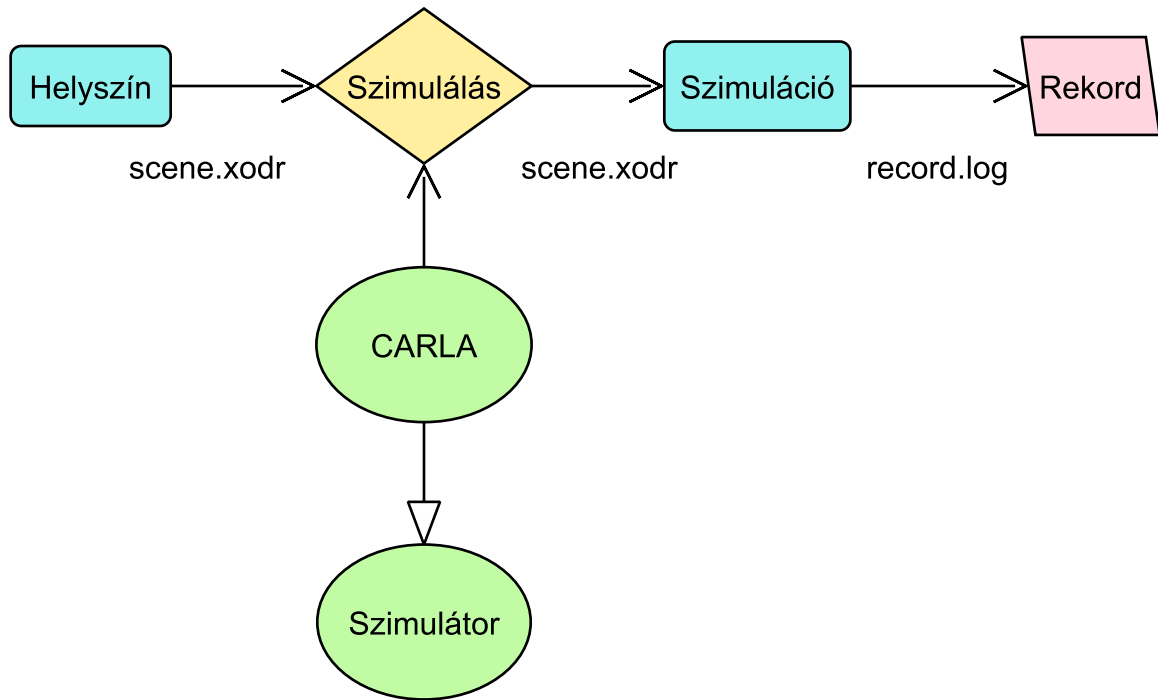 Helyszín
Szimulálás
Szimuláció
Rekord
scene.xodr
scene.xodr
record.log
CARLA
Szimulátor